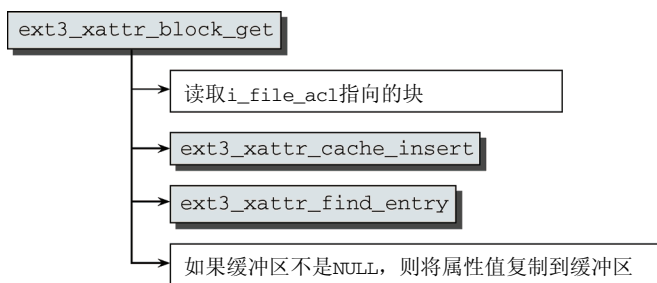 ext3_xattr_block_get
读取i_file_acl指向的块
ext3_xattr_cache_insert
ext3_xattr_find_entry
如果缓冲区不是NULL，则将属性值复制到缓冲区